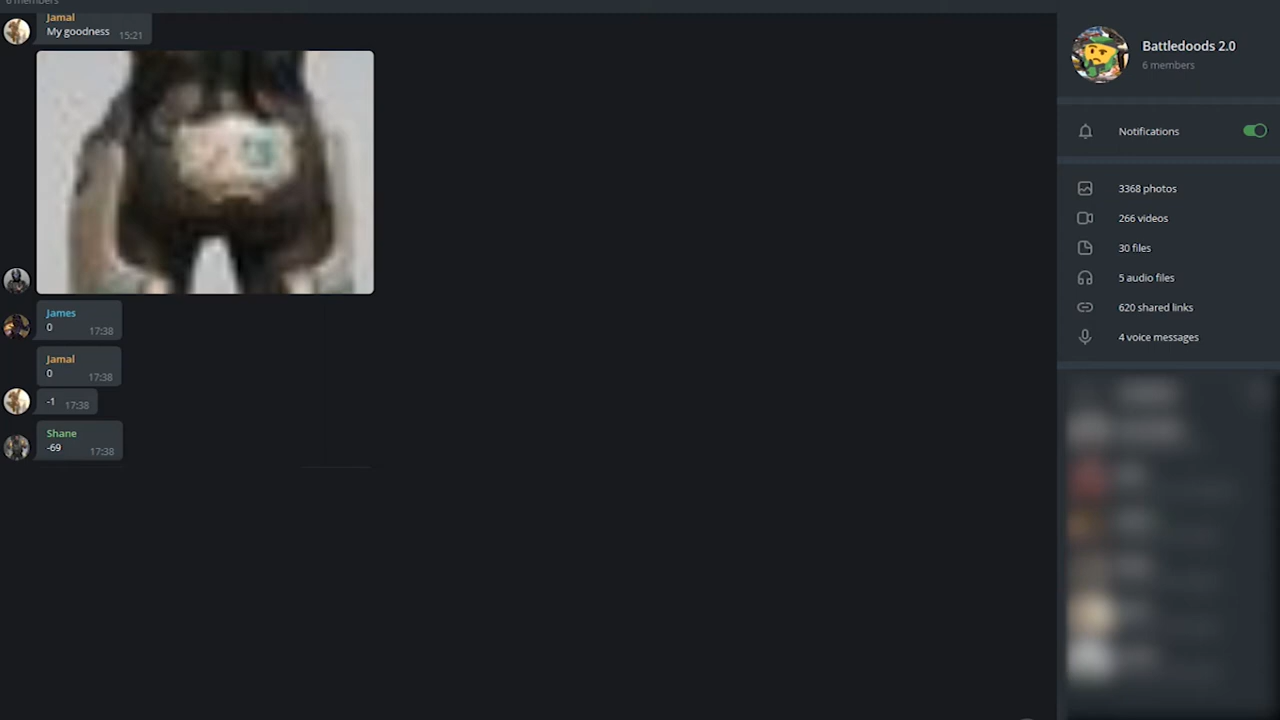 6 members
Jamal
My goodness 15:21
James
0 17:38
Jamal
0 17:38
-1 17:38
Shane
-69 17:38
Battledoods 2.0
6 members
Notifications
3368 photos
266 videos
30 files
5 audio files
620 shared links
4 voice messages